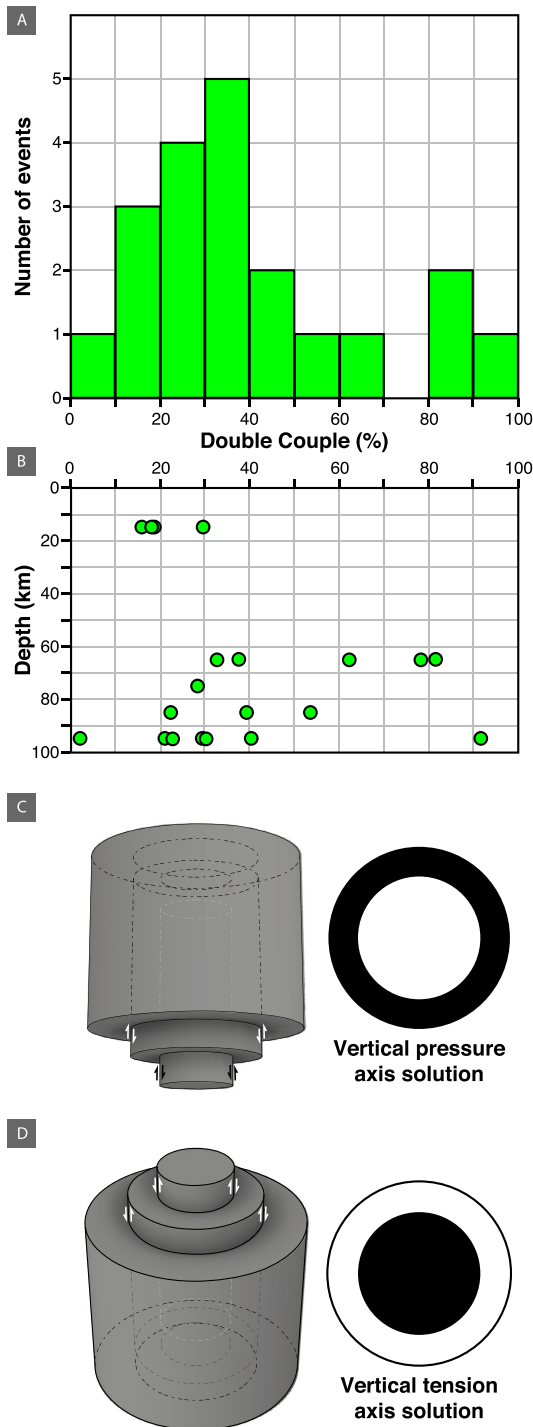 A
Number of events
5
4
3
2
1
0
0 20 40 60 80 100
Double Couple (%)
B
0 20 40 60 80 100
Depth (km)
0
20
40
60
80
100
C
Vertical pressure
axis solution
D
Vertical tension
axis solution